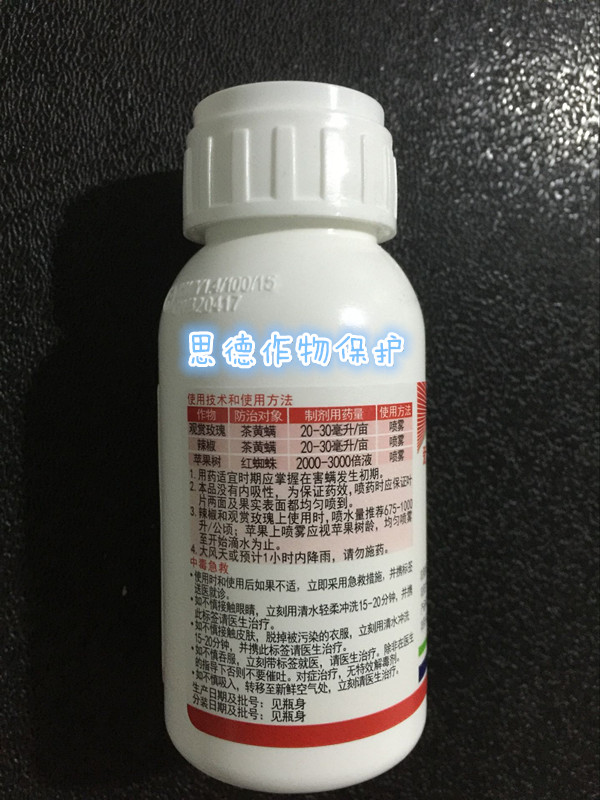 思德作物保护
使用技术和使用方法
作物 防治对象 制剂用药量 使用方法
观赏玫瑰 茶黄螨 20-30毫升/亩 喷雾
辣椒 茶黄螨 20-30毫升/亩 喷雾
苹果树 红蜘蛛 2000-3000倍液 喷雾
1. 用药适宜时期应掌握在害螨发生初期。
2. 本品没有内吸性，为保证药效，喷药时应保证叶
片两面及果实表面都均匀喷到。
3. 辣椒和观赏玫瑰上使用时，喷水量推荐675-1000
升/公顷；苹果上喷雾应视苹果树龄，均匀喷雾
至开始滴水为止。
4. 大风天或预计1小时内降雨，请勿施药。
中毒急救
•使用时和使用后如果不适，立即采用急救措施，并携标签
送医就诊。
•如不慎接触眼睛，立刻用清水轻柔冲洗15-20分钟，并携
此标签请医生治疗。
•如不慎接触皮肤，脱掉被污染的衣服，立刻用清水冲洗
15-20分钟，并携此标签请医生治疗。
•如不慎吞服，立刻带标签就医，请医生治疗。除非在医生
的指导下否则不要催吐。对症治疗，无特效解毒剂。
•如不慎吸入，转移至新鲜空气处，立刻请医生治疗。
生产日期及批号：见瓶身
分装日期及批号：见瓶身